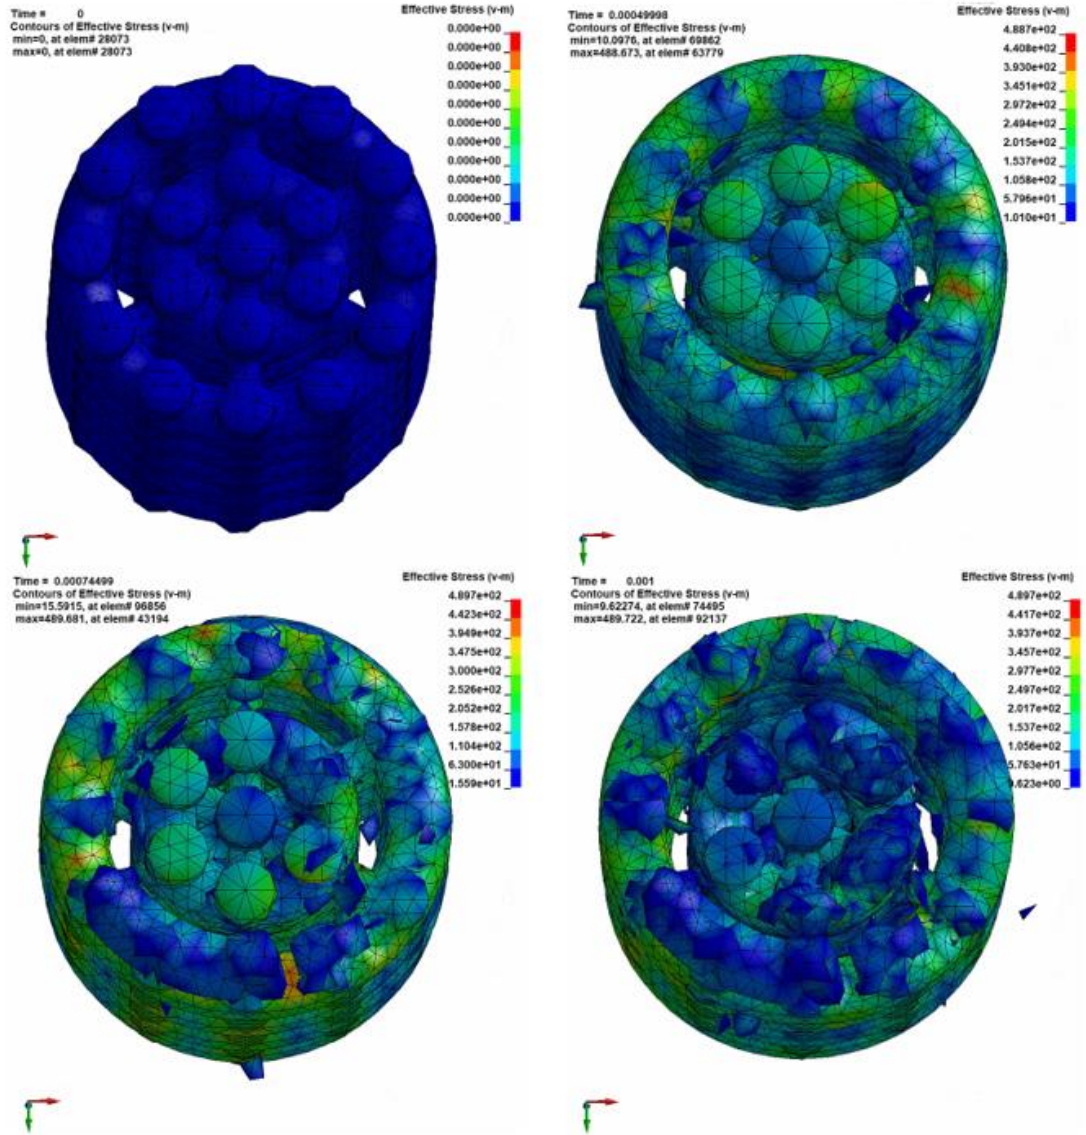 Time =     0
Contours of Effective Stress (v-m)
min=0, at elem# 28073
max=0, at elem# 28073
Effective Stress (v-m)
0.000e+00
0.000e+00
0.000e+00
0.000e+00
0.000e+00
0.000e+00
0.000e+00
0.000e+00
0.000e+00
0.000e+00
0.000e+00
Time = 0.00049998
Contours of Effective Stress (v-m)
min=10.0976, at elem# 69862
max=488.673, at elem# 63779
Effective Stress (v-m)
4.887e+02
4.408e+02
3.930e+02
3.451e+02
2.972e+02
2.494e+02
2.015e+02
1.537e+02
1.058e+02
5.796e+01
1.010e+01
Time = 0.00074499
Contours of Effective Stress (v-m)
min=15.5915, at elem# 96856
max=489.681, at elem# 43194
Effective Stress (v-m)
4.897e+02
4.423e+02
3.949e+02
3.475e+02
3.000e+02
2.526e+02
2.052e+02
1.578e+02
1.104e+02
6.300e+01
1.559e+01
Time =     0.001
Contours of Effective Stress (v-m)
min=9.62274, at elem# 74495
max=489.722, at elem# 92137
Effective Stress (v-m)
4.897e+02
4.417e+02
3.937e+02
3.457e+02
2.977e+02
2.497e+02
2.017e+02
1.537e+02
1.056e+02
5.763e+01
9.623e+00